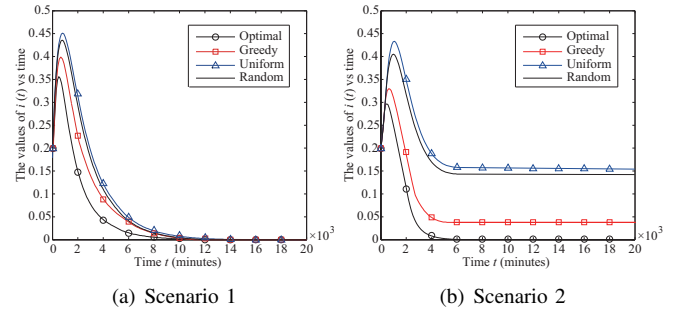 The values of i (t) vs time
0.5
0.45
0.4
0.35
0.3
0.25
0.2
0.15
0.1
0.05
0
Optimal
Greedy
Uniform
Random
0 2 4 6 8 10 12 14 16 18 20
×10³
Time t (minutes)
(a) Scenario 1
The values of i (t) vs time
0.5
0.45
0.4
0.35
0.3
0.25
0.2
0.15
0.1
0.05
0
Optimal
Greedy
Uniform
Random
0 2 4 6 8 10 12 14 16 18 20
×10³
Time t (minutes)
(b) Scenario 2